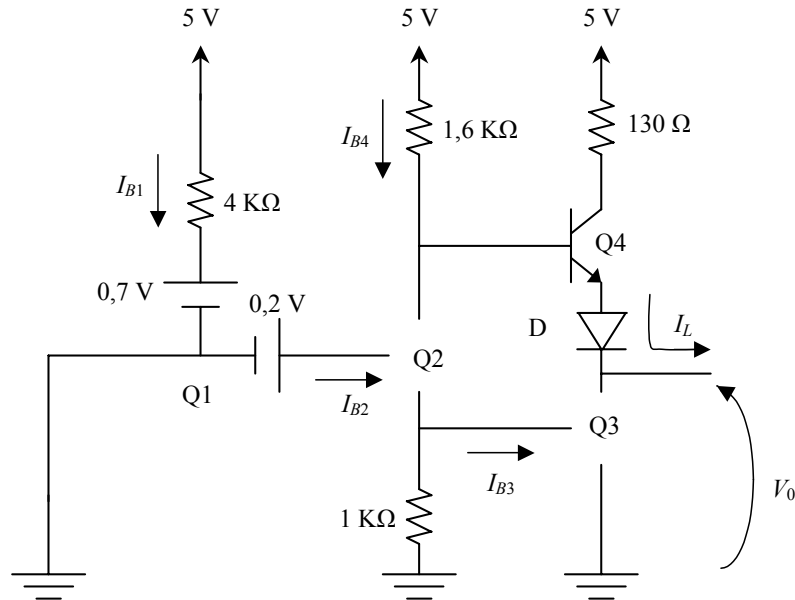 5 V
5 V
5 V
I_B1
4 KΩ
I_B4
1,6 KΩ
130 Ω
0,7 V
0,2 V
Q4
D
I_L
Q1
I_B2
Q2
Q3
I_B3
1 KΩ
V_0